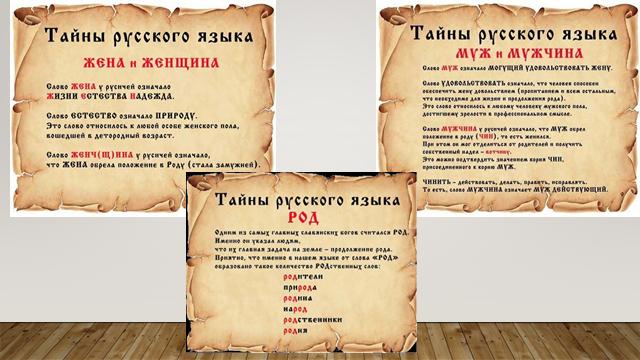 Тайны русского языка
ЖЕНА и ЖЕНЩИНА
Слово ЖЕНА у русичей означало
ЖИЗНИ ЕСТЕСТВА НАДЕЖДА.
Слово ЕСТЕСТВО означало ПРИРОДУ.
Это слово относилось к любой особе женского пола,
вошедшей в детородный возраст.
Слово ЖЕНЧ(Щ)ИНА у русичей означало,
что ЖЕНА обрела положение в Роду (стала замужней).
Тайны русского языка
МУЖ и МУЖЧИНА
Слово МУЖ означало МОГУЩИЙ УДОВОЛЬСТВОВАТЬ ЖЕНУ.
Слово УДОВОЛЬСТВОВАТЬ означало, что человек способен
обеспечить жену довольствием (пропитанием и всем остальным,
что необходимо для жизни и продолжения рода).
Это слово относилось к любому человеку мужского пола,
достигшему зрелости в профессиональном смысле.
Слово МУЖЧИНА у русичей означало, что МУЖ обрел
положение в роду (ЧИН), то есть женился.
При этом он мог отделиться от родителей и получить
собственный надел – вотчину.
Это можно подтвердить значением корня ЧИН,
присоединенного к корню МУЖ.
ЧИНИТЬ – действовать, делать, править, исправлять.
То есть, слово МУЖЧИНА означает МУЖ ДЕЙСТВУЮЩИЙ.
Тайны русского языка
РОД
Одним из самых главных славянских богов считался РОД.
Именно он указал людям,
что их главная задача на земле – продолжение рода.
Приятно, что именно в нашем языке от слова «РОД»
образовано такое количество РОДственных слов:
родители
природа
родина
народ
родственники
родня